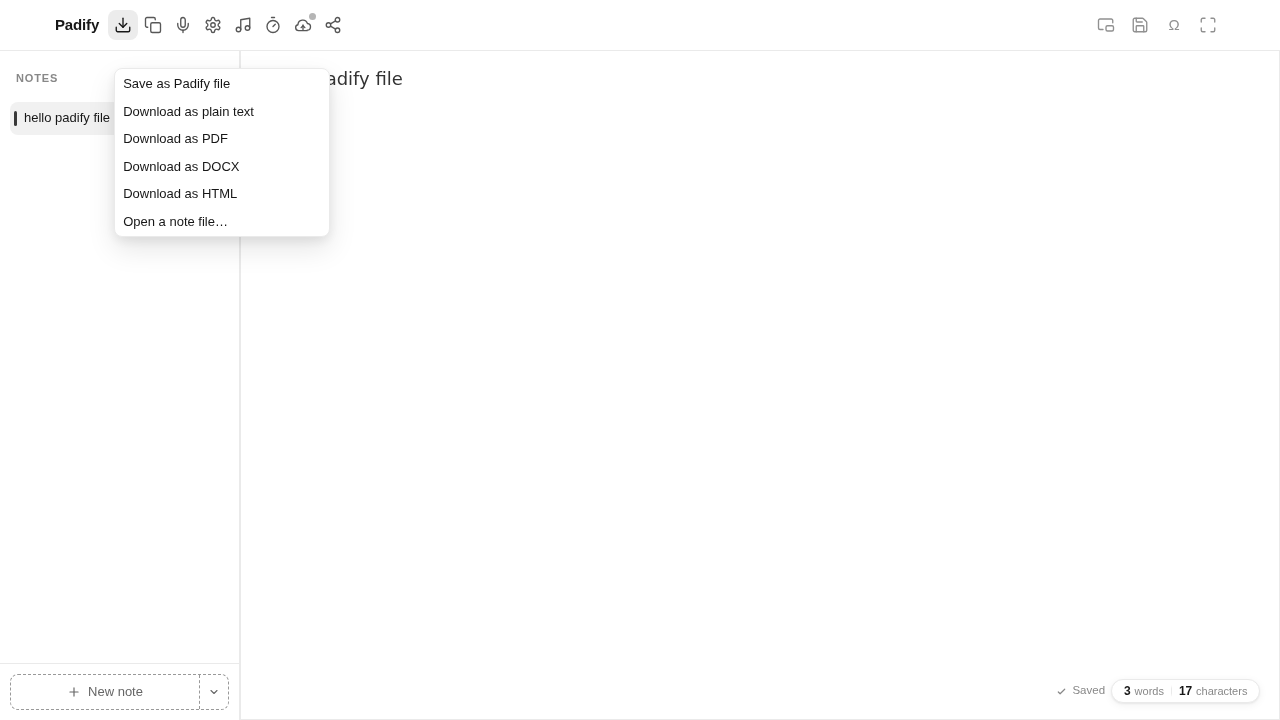 Padify
Ω
NOTES
hello padify file
Save as Padify file
Download as plain text
Download as PDF
Download as DOCX
Download as HTML
Open a note file…
adify file
New note
Saved
3 words
17 characters